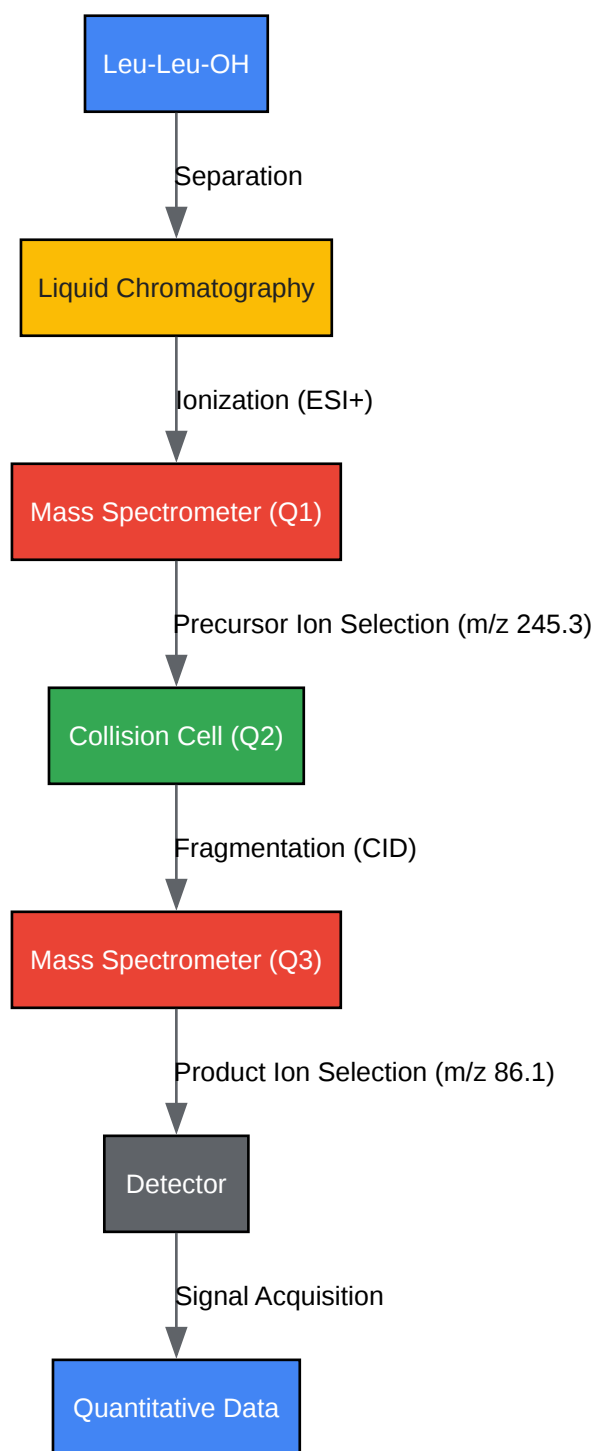 Leu-Leu-OH
Separation
Liquid Chromatography
Ionization (ESI+)
Mass Spectrometer (Q1)
Precursor Ion Selection (m/z 245.3)
Collision Cell (Q2)
Fragmentation (CID)
Mass Spectrometer (Q3)
Product Ion Selection (m/z 86.1)
Detector
Signal Acquisition
Quantitative Data